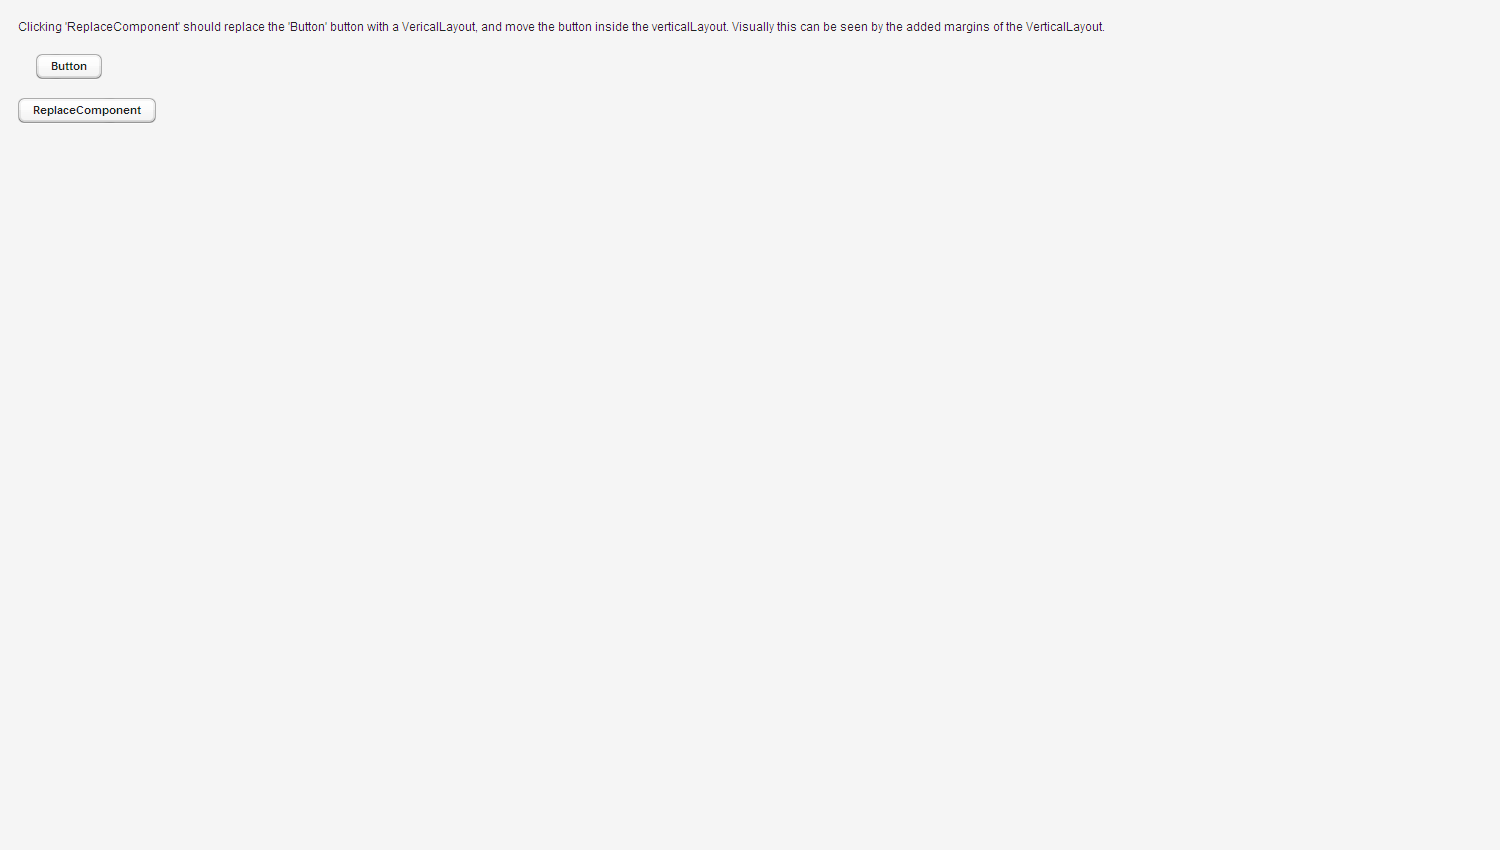 Clicking 'ReplaceComponent' should replace the 'Button' button with a VericalLayout, and move the button inside the verticalLayout. Visually this can be seen by the added margins of the VerticalLayout.
Button
ReplaceComponent